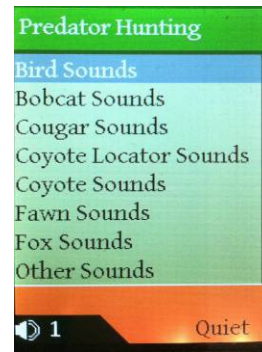 Predator Hunting
Bird Sounds
Bobcat Sounds
Cougar Sounds
Coyote Locator Sounds
Coyote Sounds
Fawn Sounds
Fox Sounds
Other Sounds
1 Quiet